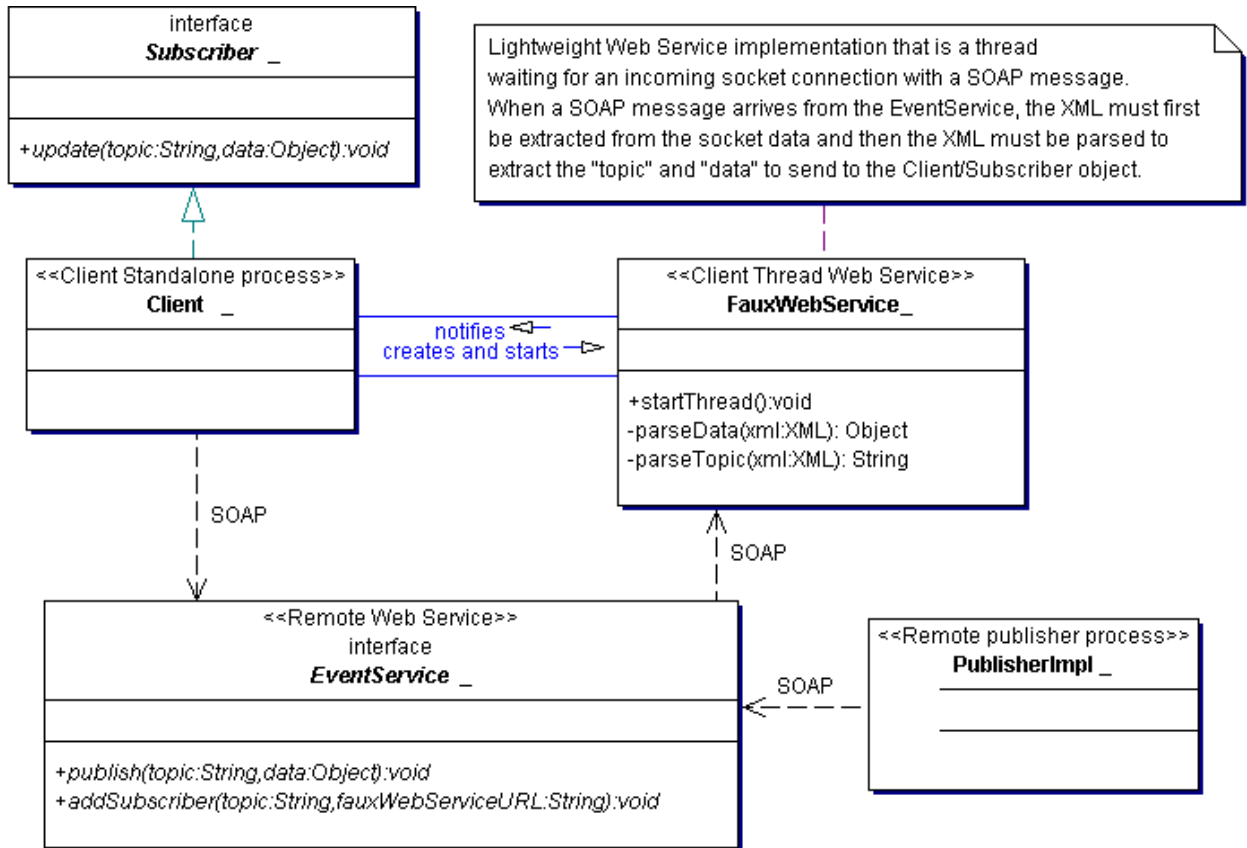 interface
Subscriber _
+update(topic:String,data:Object):void
Lightweight Web Service implementation that is a thread
waiting for an incoming socket connection with a SOAP message.
When a SOAP message arrives from the EventService, the XML must first
be extracted from the socket data and then the XML must be parsed to
extract the "topic" and "data" to send to the Client/Subscriber object.
<<Client Standalone process>>
Client _
notifies
creates and starts
<<Client Thread Web Service>>
FauxWebService_
+startThread():void
-parseData(xml:XML): Object
-parseTopic(xml:XML): String
SOAP
SOAP
<<Remote Web Service>>
interface
EventService _
+publish(topic:String,data:Object):void
+addSubscriber(topic:String,fauxWebServiceURL:String):void
SOAP
<<Remote publisher process>>
PublisherImpl _